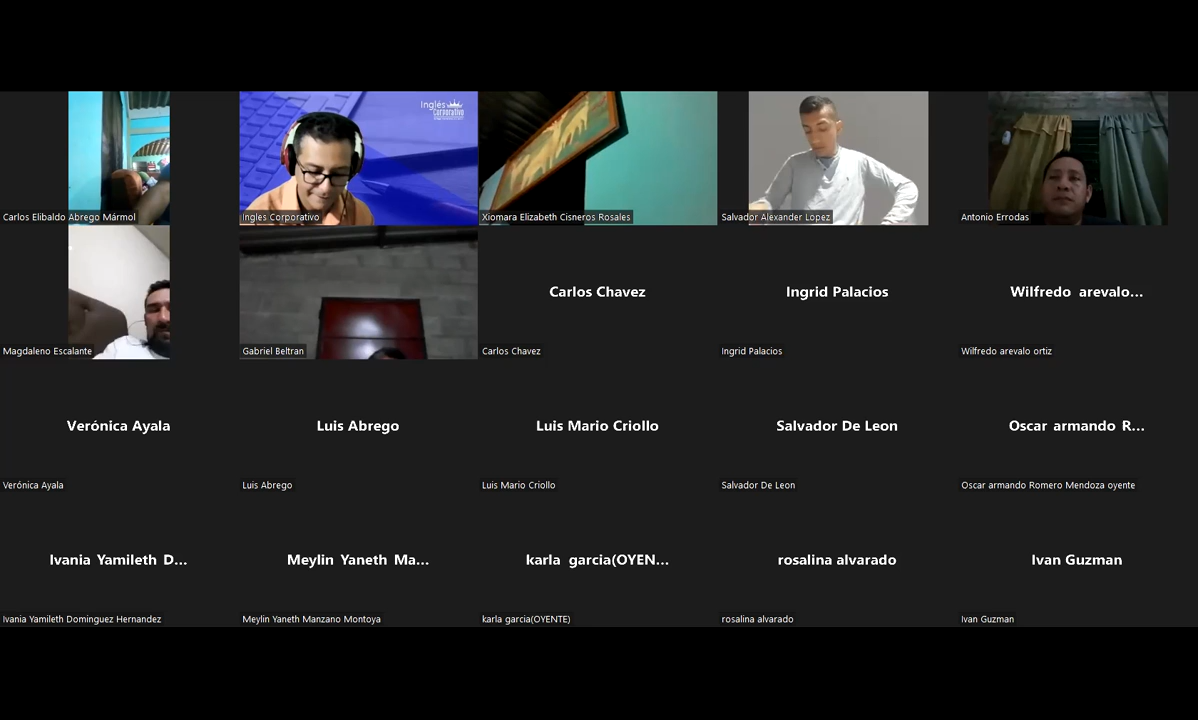 Inglés
Corporativo
Carlos Elibaldo Abrego Mármol
Ingles Corporativo
Xiomara Elizabeth Cisneros Rosales
Salvador Alexander Lopez
Antonio Errodas
Carlos Chavez
Ingrid Palacios
Wilfredo arevalo...
Magdaleno Escalante
Gabriel Beltran
Carlos Chavez
Ingrid Palacios
Wilfredo arevalo ortiz
Verónica Ayala
Luis Abrego
Luis Mario Criollo
Salvador De Leon
Oscar armando R...
Verónica Ayala
Luis Abrego
Luis Mario Criollo
Salvador De Leon
Oscar armando Romero Mendoza oyente
Ivania Yamileth D...
Meylin Yaneth Ma...
karla garcia(OYEN...
rosalina alvarado
Ivan Guzman
Ivania Yamileth Dominguez Hernandez
Meylin Yaneth Manzano Montoya
karla garcia(OYENTE)
rosalina alvarado
Ivan Guzman